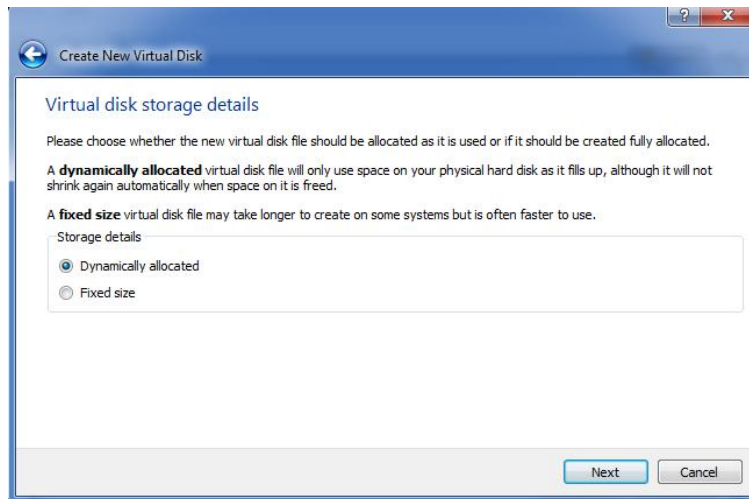 Create New Virtual Disk
Virtual disk storage details
Please choose whether the new virtual disk file should be allocated as it is used or if it should be created fully allocated.
A dynamically allocated virtual disk file will only use space on your physical hard disk as it fills up, although it will not
shrink again automatically when space on it is freed.
A fixed size virtual disk file may take longer to create on some systems but is often faster to use.
Storage details
Dynamically allocated
Fixed size
Next Cancel